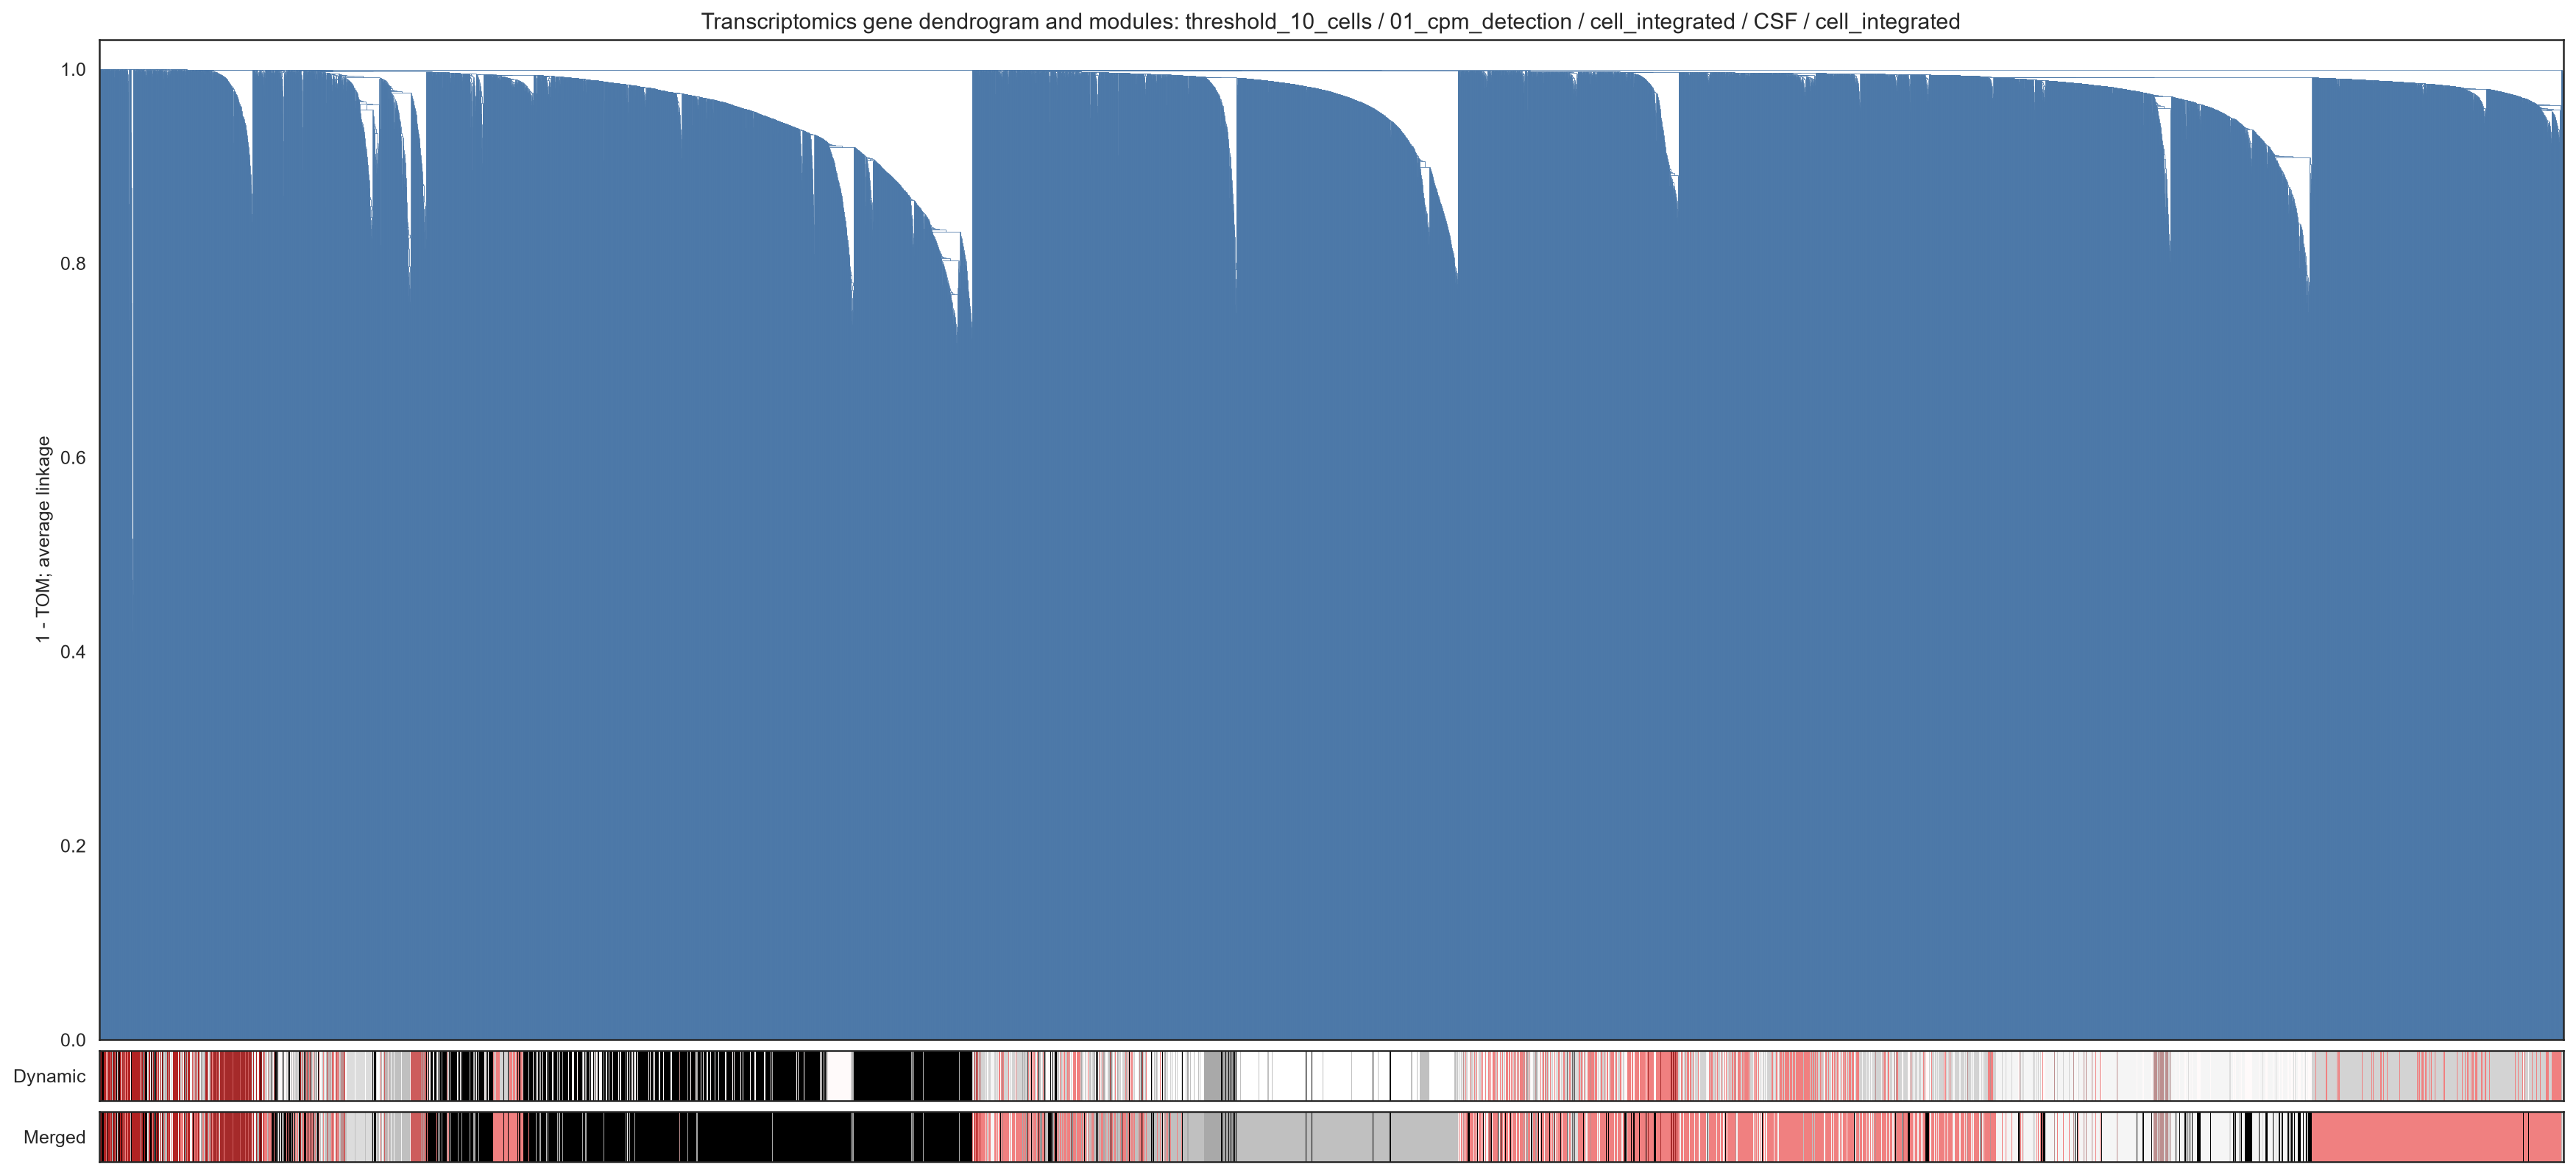 Transcriptomics gene dendrogram and modules: threshold_10_cells / 01_cpm_detection / cell_integrated / CSF / cell_integrated
1.0
0.8
0.6
0.4
0.2
0.0
1 - TOM; average linkage
Dynamic
Merged